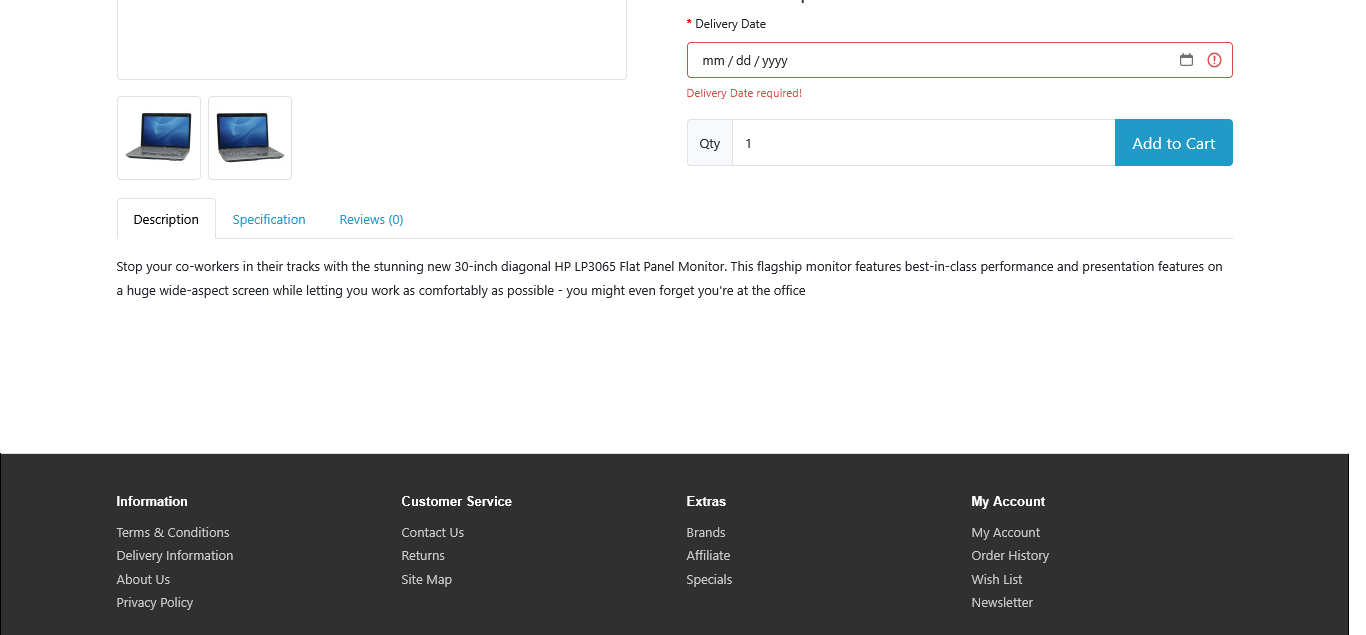 * Delivery Date
mm / dd / yyyy
Delivery Date required!
Qty 1 Add to Cart
Description Specification Reviews (0)
Stop your co-workers in their tracks with the stunning new 30-inch diagonal HP LP3065 Flat Panel Monitor. This flagship monitor features best-in-class performance and presentation features on
a huge wide-aspect screen while letting you work as comfortably as possible - you might even forget you're at the office
Information
Terms & Conditions
Delivery Information
About Us
Privacy Policy
Customer Service
Contact Us
Returns
Site Map
Extras
Brands
Affiliate
Specials
My Account
My Account
Order History
Wish List
Newsletter